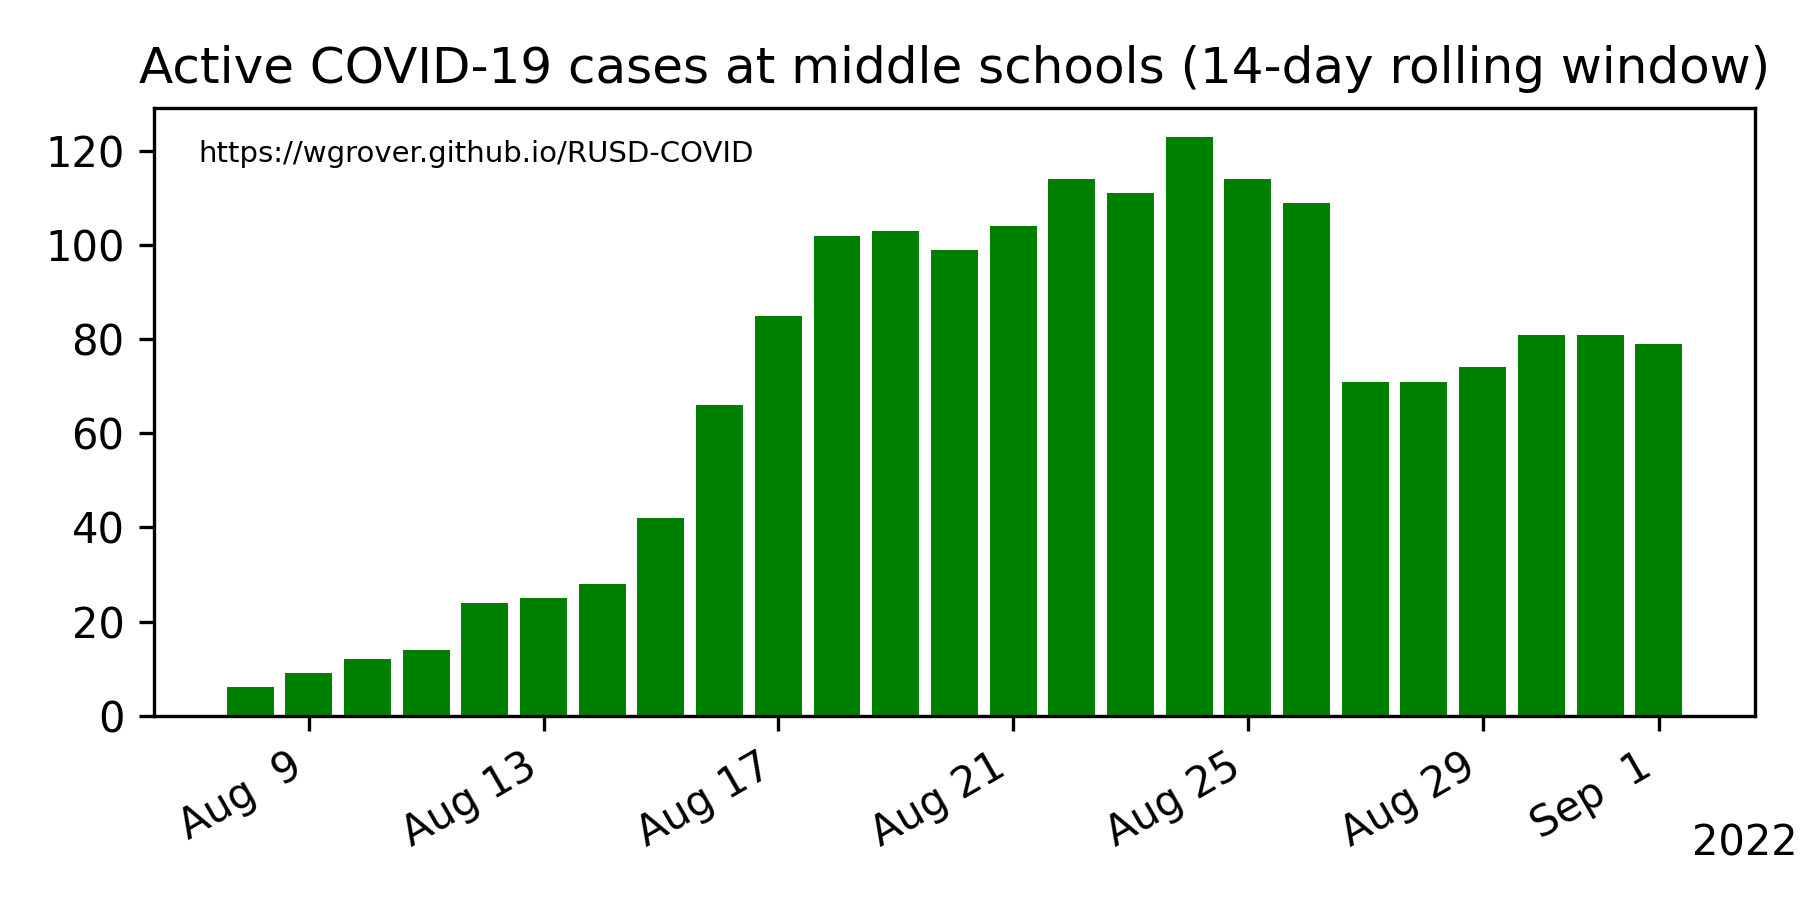 Active COVID-19 cases at middle schools (14-day rolling window)
https://wgrover.github.io/RUSD-COVID
120
100
80
60
40
20
0
Aug 9
Aug 13
Aug 17
Aug 21
Aug 25
Aug 29
Sep 1
2022